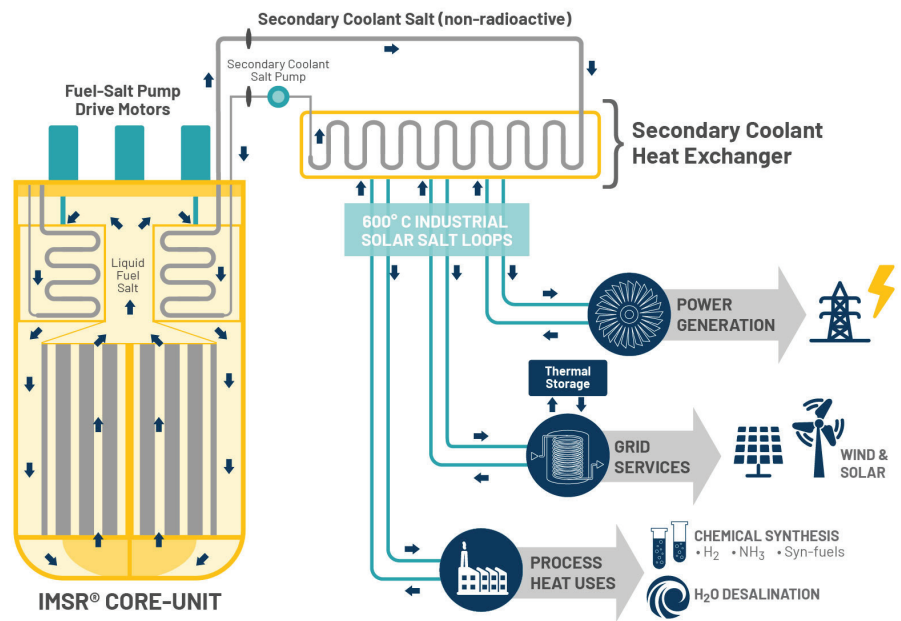 Secondary Coolant Salt (non-radioactive)
Secondary Coolant
Salt Pump
Fuel-Salt Pump
Drive Motors
Secondary Coolant
Heat Exchanger
600° C INDUSTRIAL
SOLAR SALT LOOPS
Liquid
Fuel
Salt
POWER
GENERATION
Thermal
Storage
GRID
SERVICES
WIND &
SOLAR
PROCESS
HEAT USES
CHEMICAL SYNTHESIS
• H₂ • NH₃ • Syn-fuels
H₂O DESALINATION
IMSR® CORE-UNIT